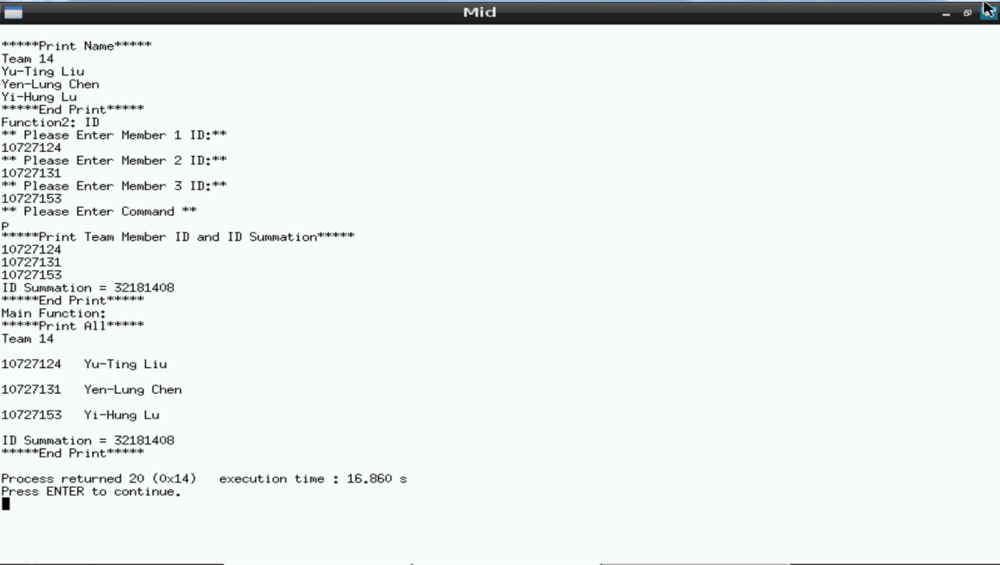 Mid
*****Print Name*****
Team 14
Yu-Ting Liu
Yen-Lung Chen
Yi-Hung Lu
*****End Print*****
Function2: ID
** Please Enter Member 1 ID:**
10727124
** Please Enter Member 2 ID:**
10727131
** Please Enter Member 3 ID:**
10727153
** Please Enter Command **
p
*****Print Team Member ID and ID Summation*****
10727124
10727131
10727153
ID Summation = 32181408
*****End Print*****
Main Function:
*****Print All*****
Team 14
10727124   Yu-Ting Liu
10727131   Yen-Lung Chen
10727153   Yi-Hung Lu
ID Summation = 32181408
*****End Print*****
Process returned 20 (0x14)   execution time : 16.860 s
Press ENTER to continue.